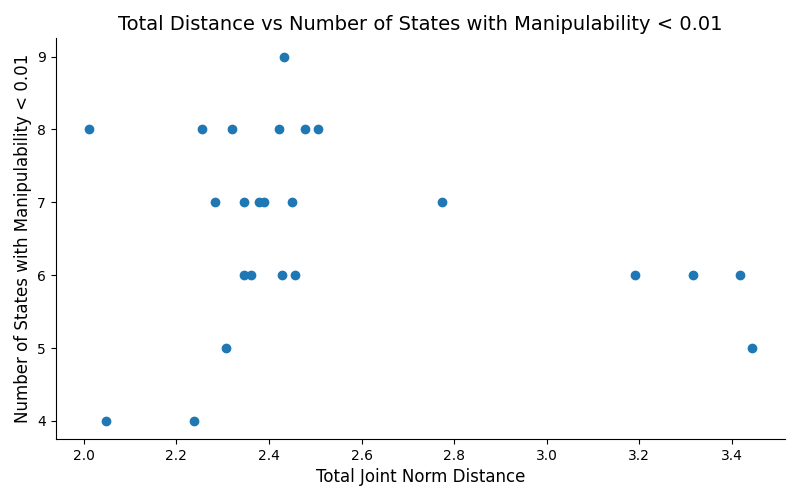 Total Distance vs Number of States with Manipulability < 0.01
Number of States with Manipulability < 0.01
9
8
7
6
5
4
2.0 2.2 2.4 2.6 2.8 3.0 3.2 3.4
Total Joint Norm Distance